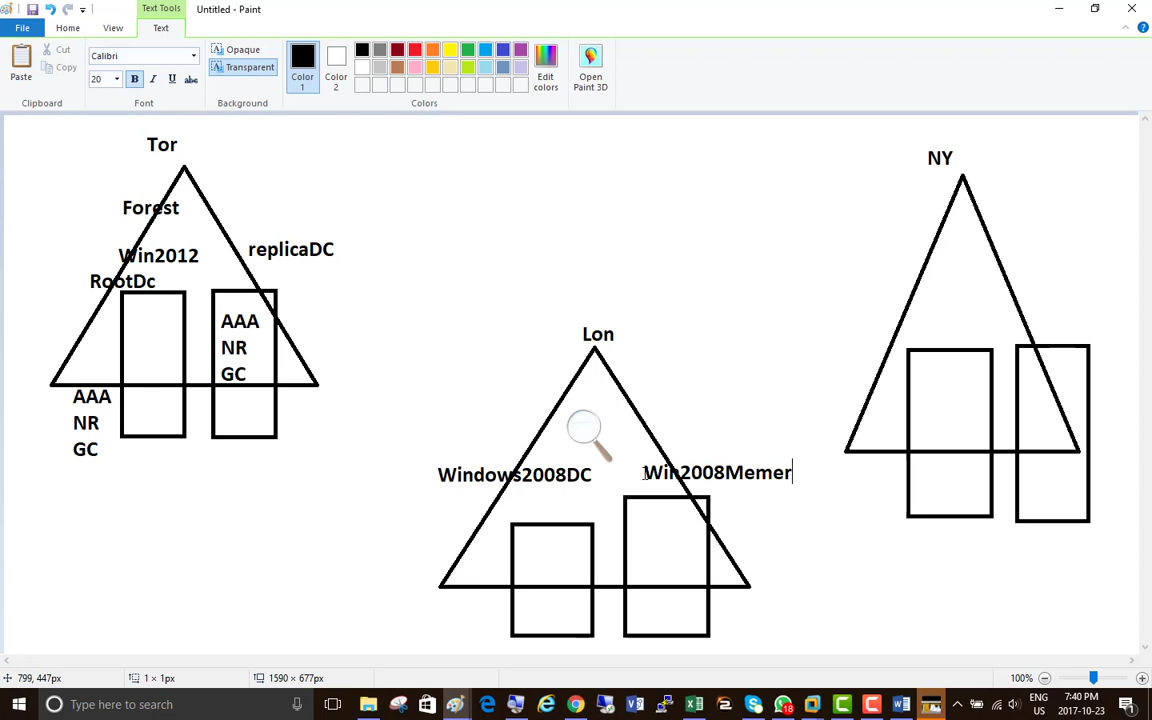 Text Tools
Untitled - Paint
File
Home
View
Text
Paste
Cut
Copy
Clipboard
Calibri
20
B
I
U
abc
Font
Opaque
Transparent
Background
Color
1
Color
2
Edit
colors
Colors
Open
Paint 3D
Tor
Forest
Win2012
RootDc
replicaDC
AAA
NR
GC
AAA
NR
GC
Lon
Windows2008DC
Win2008Memer
NY
799, 447px
1 × 1px
1590 × 677px
100%
Type here to search
18
ENG
US
7:40 PM
2017-10-23
1